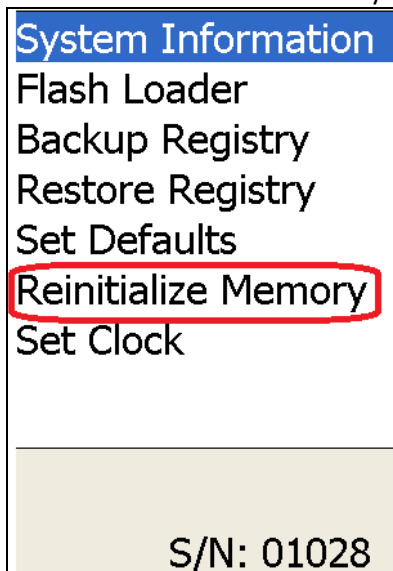 System Information
Flash Loader
Backup Registry
Restore Registry
Set Defaults
Reinitialize Memory
Set Clock
S/N: 01028